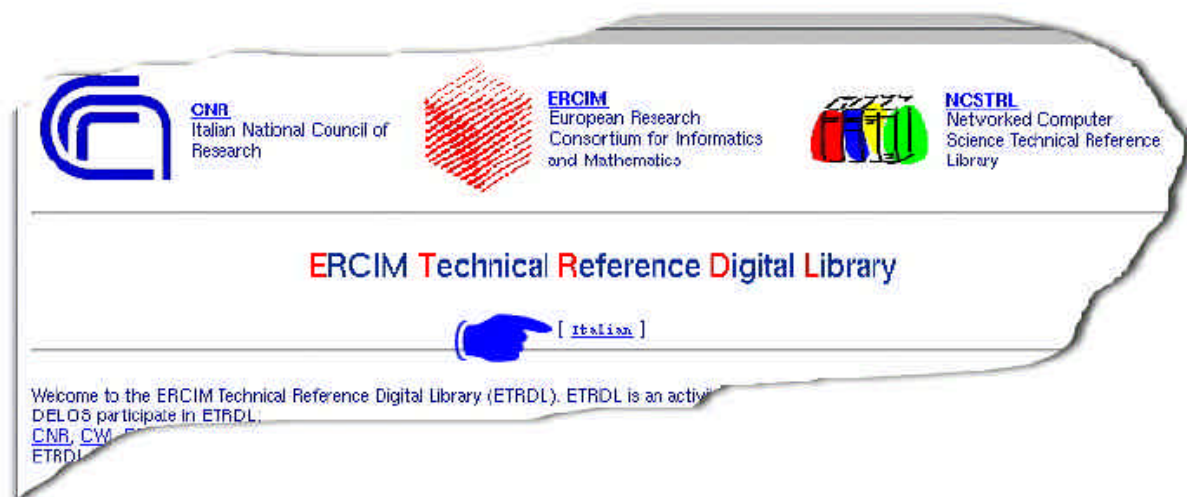 CNR
Italian National Council of
Research
ERCIM
European Research
Consortium for Informatics
and Mathematics
NCSTRL
Networked Computer
Science Technical Reference
Library
ERCIM Technical Reference Digital Library
[ Italian ]
Welcome to the ERCIM Technical Reference Digital Library (ETRDL). ETRDL is an
DELOS participate in ETRDL:
CNR, CWI,
ETRDL